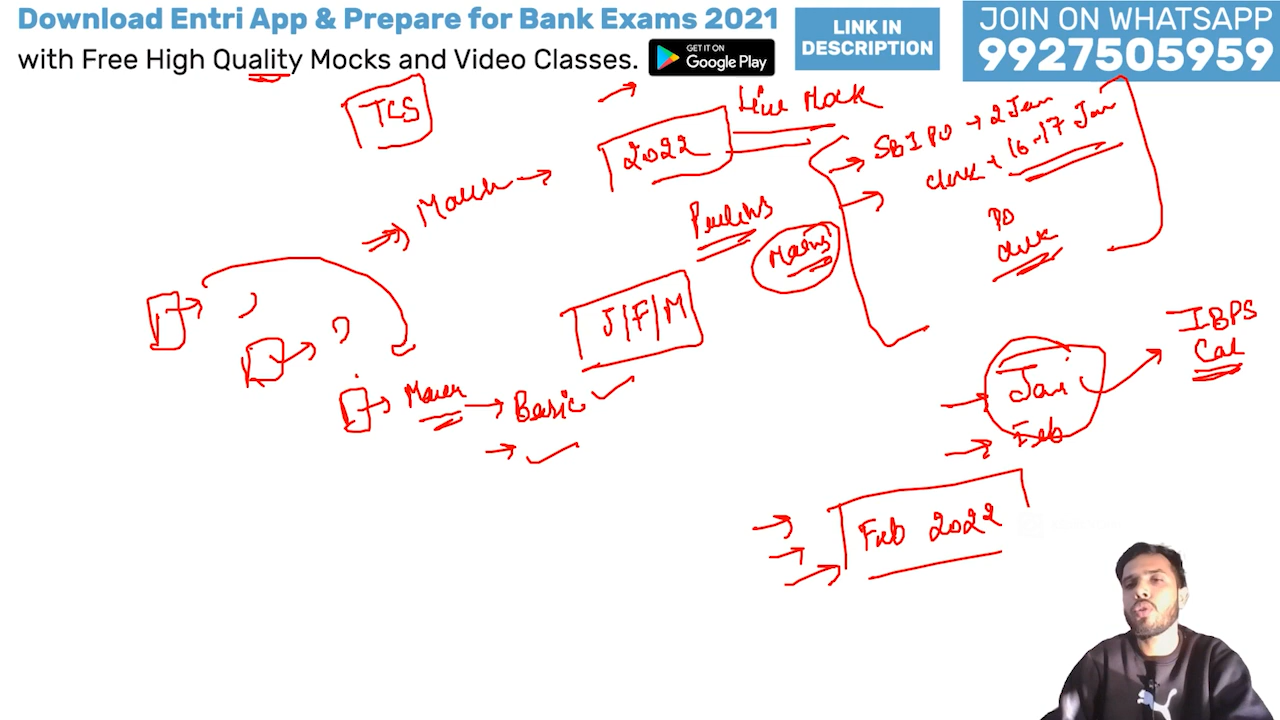 Download Entri App & Prepare for Bank Exams 2021
with Free High Quality Mocks and Video Classes.
GET IT ON
Google Play
LINK IN
DESCRIPTION
JOIN ON WHATSAPP
9927505959
TCS
Live Mock
2022
SBI PO → 2 Jan
Clerk → 16-17 Jan
March →
Prelims
Mains
PO
Clerk
J/F/M
IBPS
Cal
Jan
Feb
March → Basic
Feb 2022